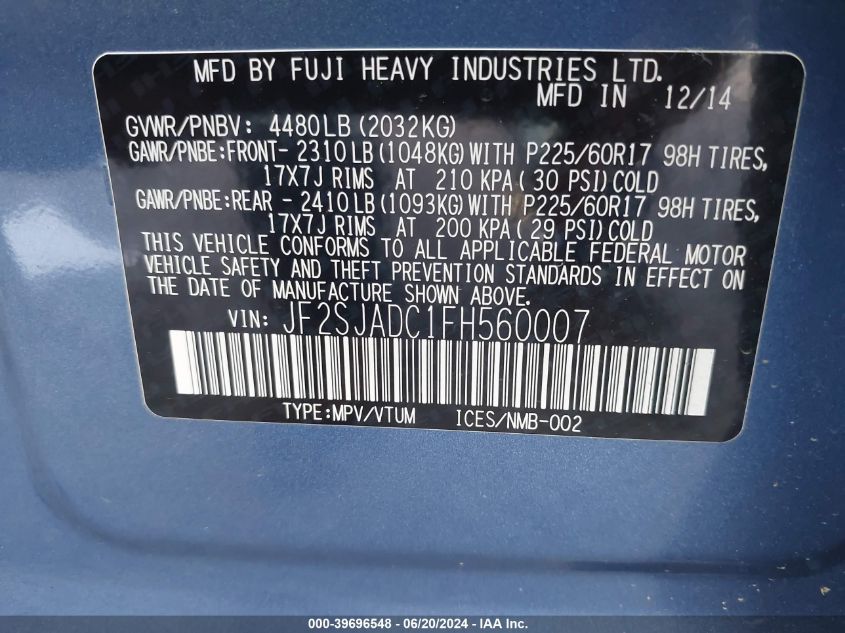 MFD BY FUJI HEAVY INDUSTRIES LTD.
MFD IN 12/14
GVWR/PNBV: 4480LB (2032KG)
GAWR/PNBE:FRONT- 2310LB(1048KG)WITH P225/60R17 98H TIRES,
17X7J RIMS AT 210 KPA( 30 PSI)COLD
GAWR/PNBE:REAR - 2410LB(1093KG)WITH P225/60R17 98H TIRES,
17X7J RIMS AT 200 KPA( 29 PSI)COLD
THIS VEHICLE CONFORMS TO ALL APPLICABLE FEDERAL MOTOR
VEHICLE SAFETY AND THEFT PREVENTION STANDARDS IN EFFECT ON
THE DATE OF MANUFACTURE SHOWN ABOVE.
VIN: JF2SJADC1FH560007
TYPE:MPV/VTUM ICES/NMB-002
000-39696548 - 06/20/2024 - IAA Inc.